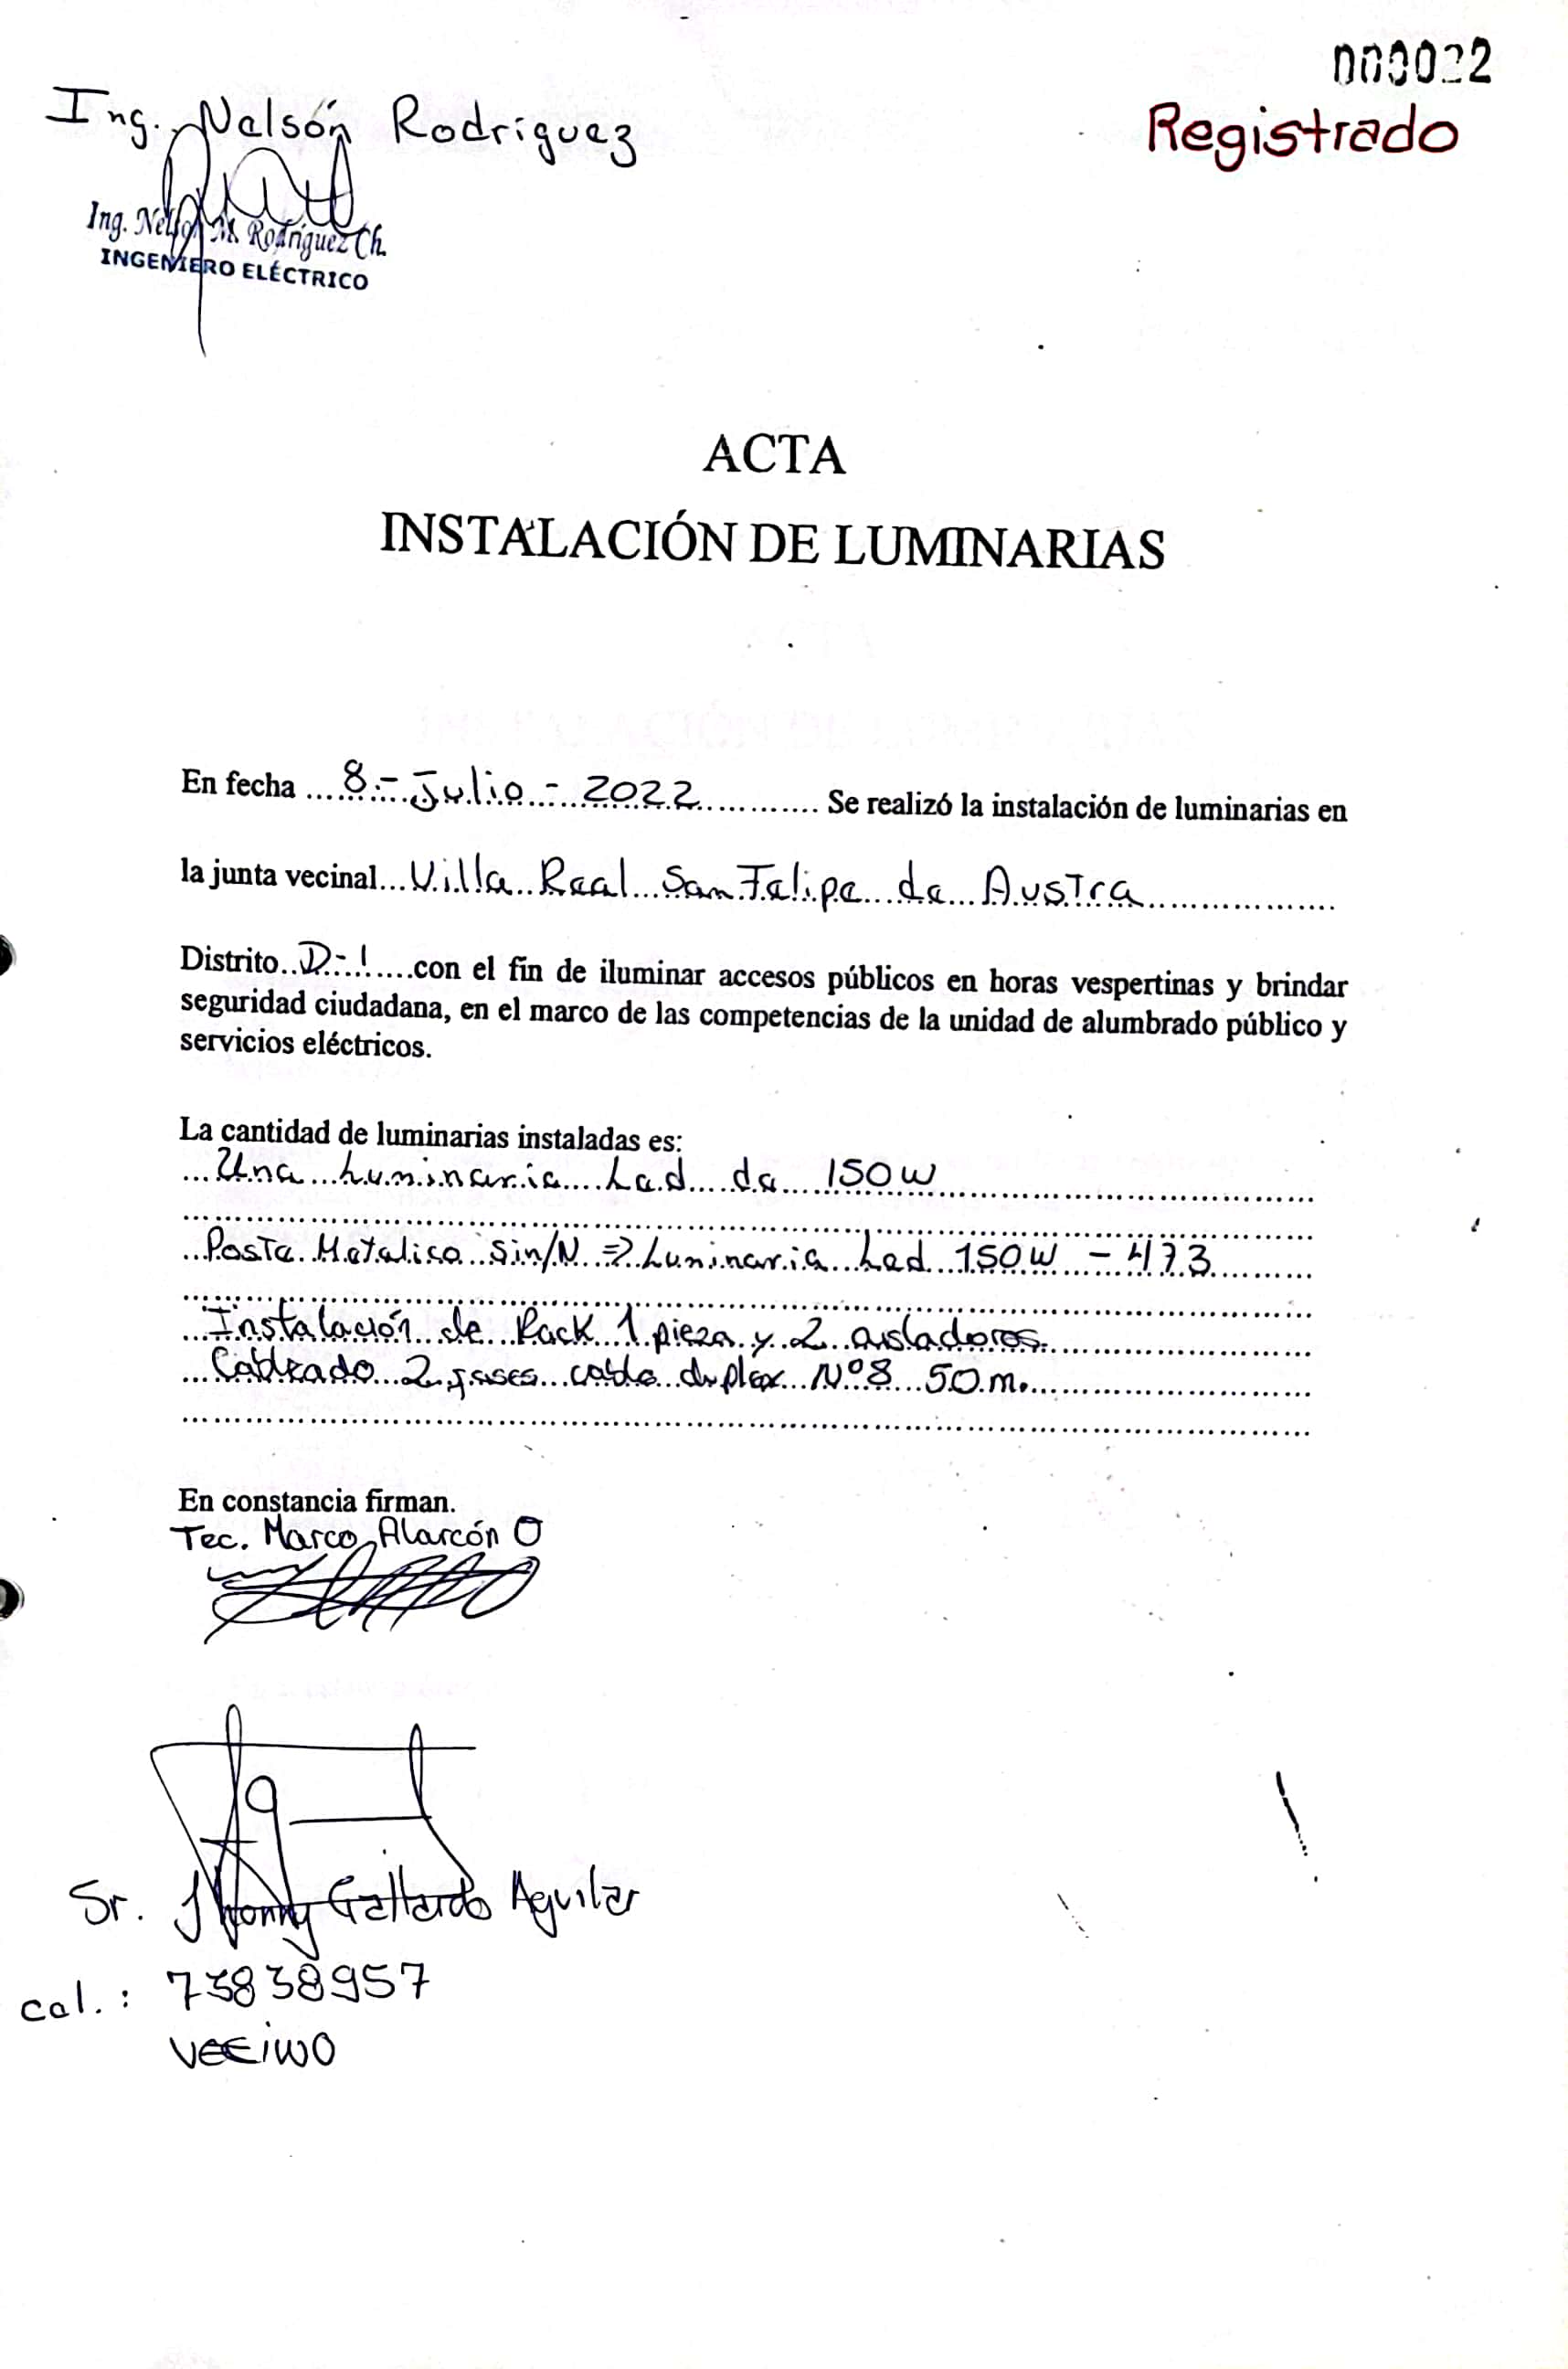 000022
Ing. Nelsón Rodriguez
Registrado
Ing. Nelson M. Rodríguez Ch.
INGENIERO ELÉCTRICO
ACTA
INSTALACIÓN DE LUMINARIAS
En fecha ....8.-.Julio.-.2022............. Se realizó la instalación de luminarias en
la junta vecinal...Villa Real San Felipe de Austra....................
Distrito..D-1....con el fin de iluminar accesos públicos en horas vespertinas y brindar
seguridad ciudadana, en el marco de las competencias de la unidad de alumbrado público y
servicios eléctricos.
La cantidad de luminarias instaladas es:
...Una Luminaria Led de 150w
...Poste Metalico Sin/N => Luminaria Led 150W - 473
...Instalación de Rack 1 pieza y 2 aisladores.
...Cableado 2 fases cable duplex Nº8 50 m.
En constancia firman.
Tec. Marco Alarcón O
Sr. Jhonny Gallardo Aguilar
cel. : 73838957
VECINO